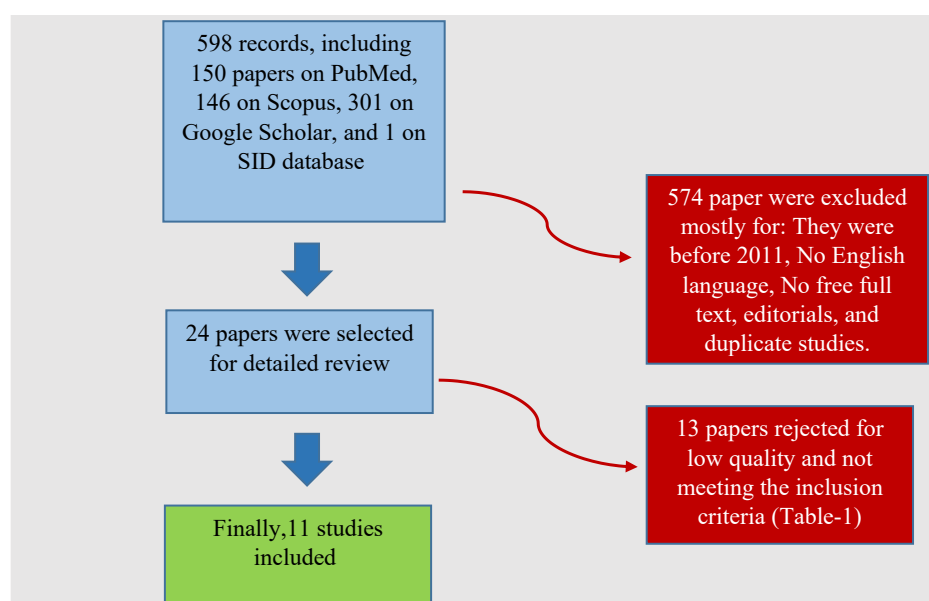 598 records, including
150 papers on PubMed,
146 on Scopus, 301 on
Google Scholar, and 1 on
SID database
574 paper were excluded
mostly for: They were
before 2011, No English
language, No free full
text, editorials, and
duplicate studies.
24 papers were selected
for detailed review
13 papers rejected for
low quality and not
meeting the inclusion
criteria (Table-1)
Finally,11 studies
included